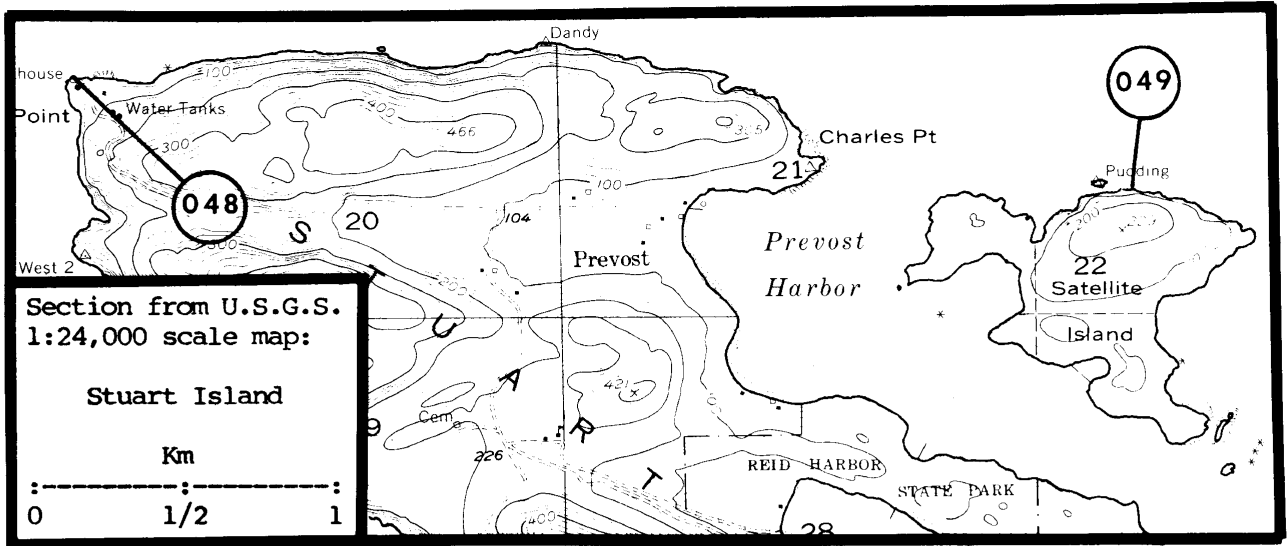 Dandy
house
100
049
Point
Water Tanks
400
466
Charles Pt
300
21
Pudding
048
100
200
20
104
S
Prevost
Prevost
Harbor
West 2
22
Satellite
T
200
Section from U.S.G.S.
1:24,000 scale map:
U
Island
Stuart Island
A
421
Cem
9
R
Km
226
REID HARBOR
T
STATE PARK
0 1/2 1
400
28